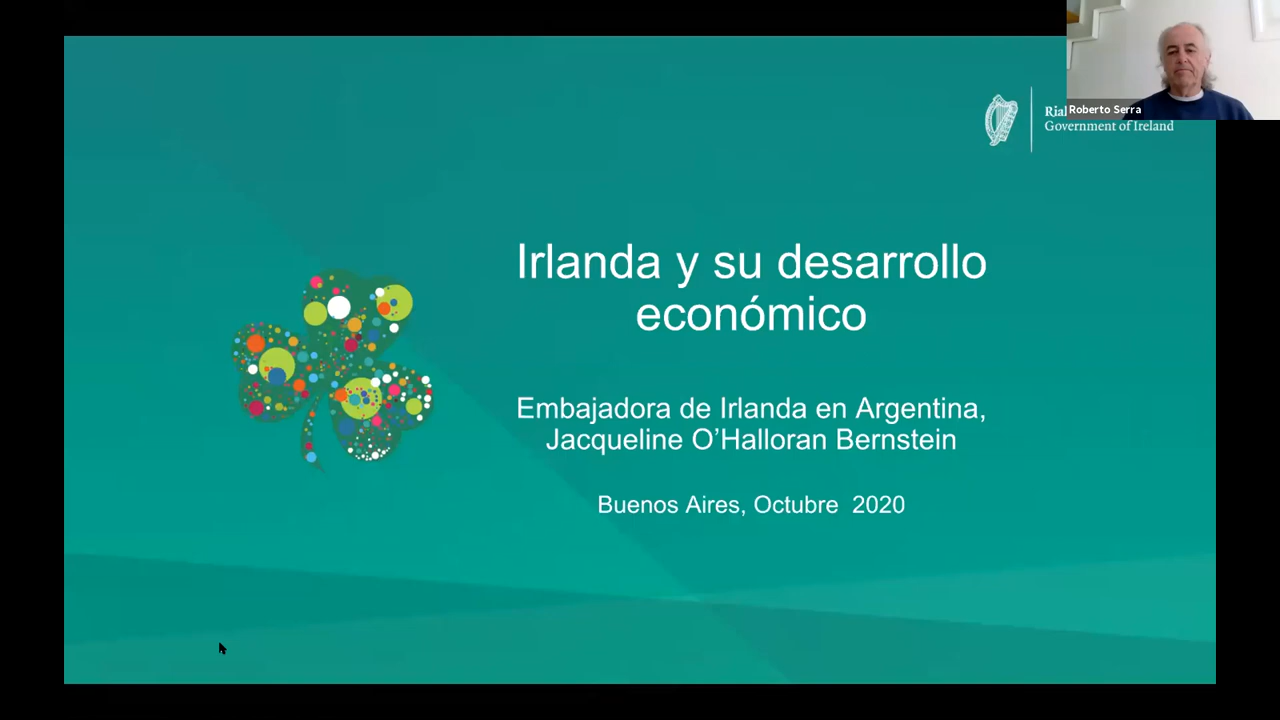 Roberto Serra
Government of Ireland
Irlanda y su desarrollo
económico
Embajadora de Irlanda en Argentina,
Jacqueline O’Halloran Bernstein
Buenos Aires, Octubre 2020